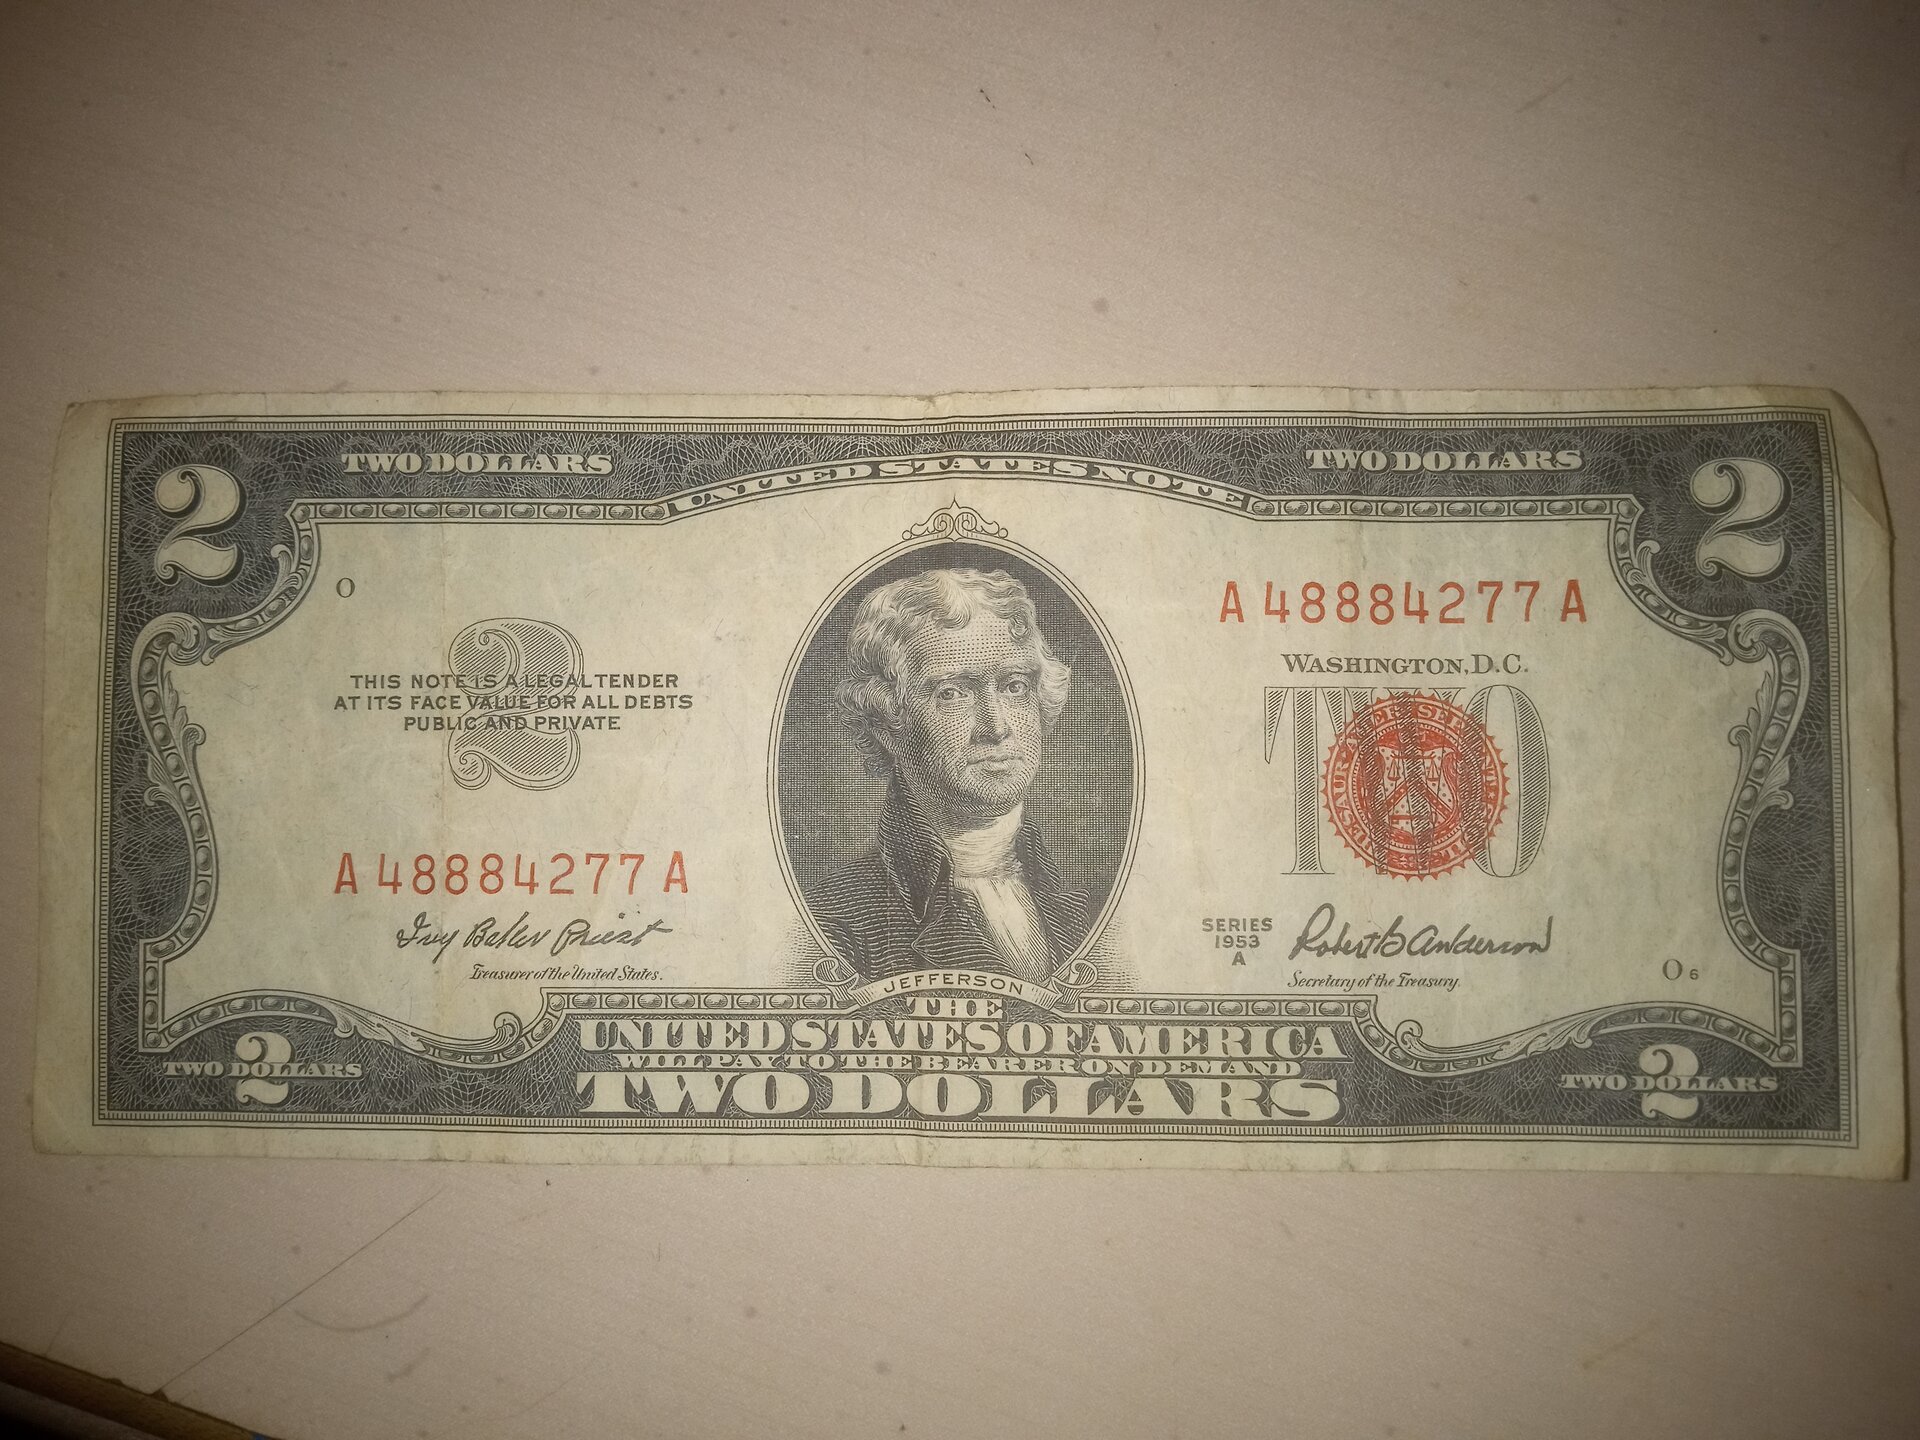 2 TWO DOLLARS UNITED STATES NOTE TWO DOLLARS 2
O
A 48884277 A
WASHINGTON, D.C.
2
THIS NOTE IS A LEGAL TENDER
AT ITS FACE VALUE FOR ALL DEBTS
PUBLIC AND PRIVATE
TWO
A 48884277 A
Ivy Baker Priest
Treasurer of the United States.
SERIES
1953
A
Robert B Anderson
Secretary of the Treasury.
O 6
JEFFERSON
THE
UNITED STATES OF AMERICA
WILL PAY TO THE BEARER ON DEMAND
TWO DOLLARS
TWO 2 DOLLARS
TWO 2 DOLLARS